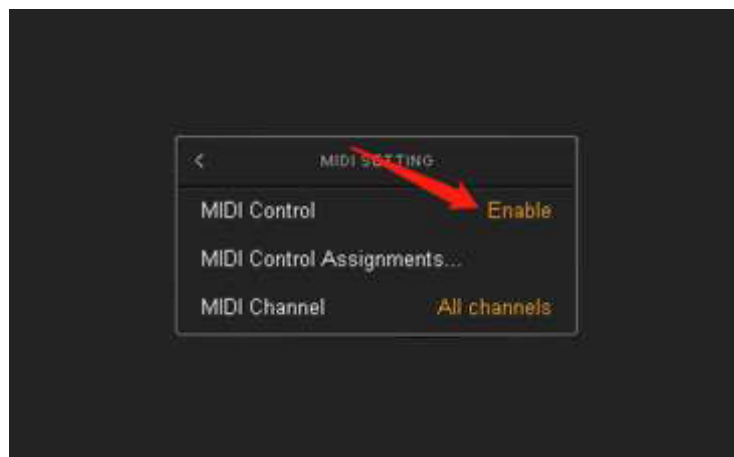 < MIDI SETTING
MIDI Control Enable
MIDI Control Assignments...
MIDI Channel All channels